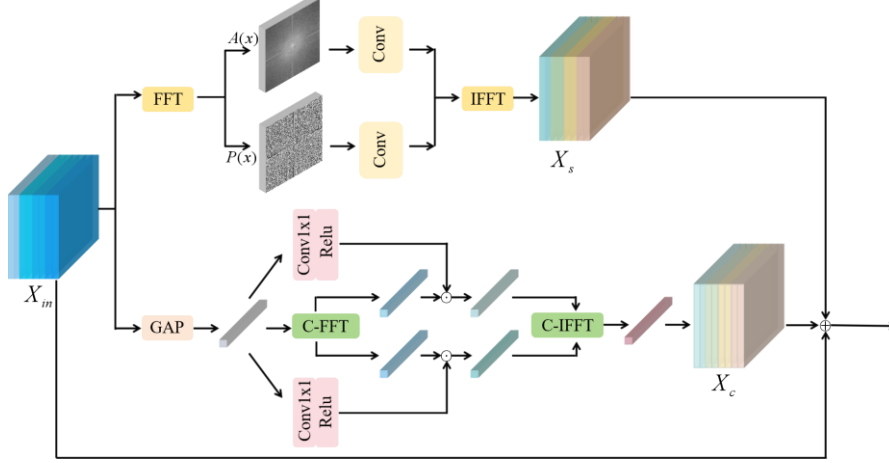 A(x)
Conv
FFT
IFFT
P(x)
Conv
X_s
X_in
Conv1x1
Relu
GAP
C-FFT
C-IFFT
Conv1x1
Relu
X_c